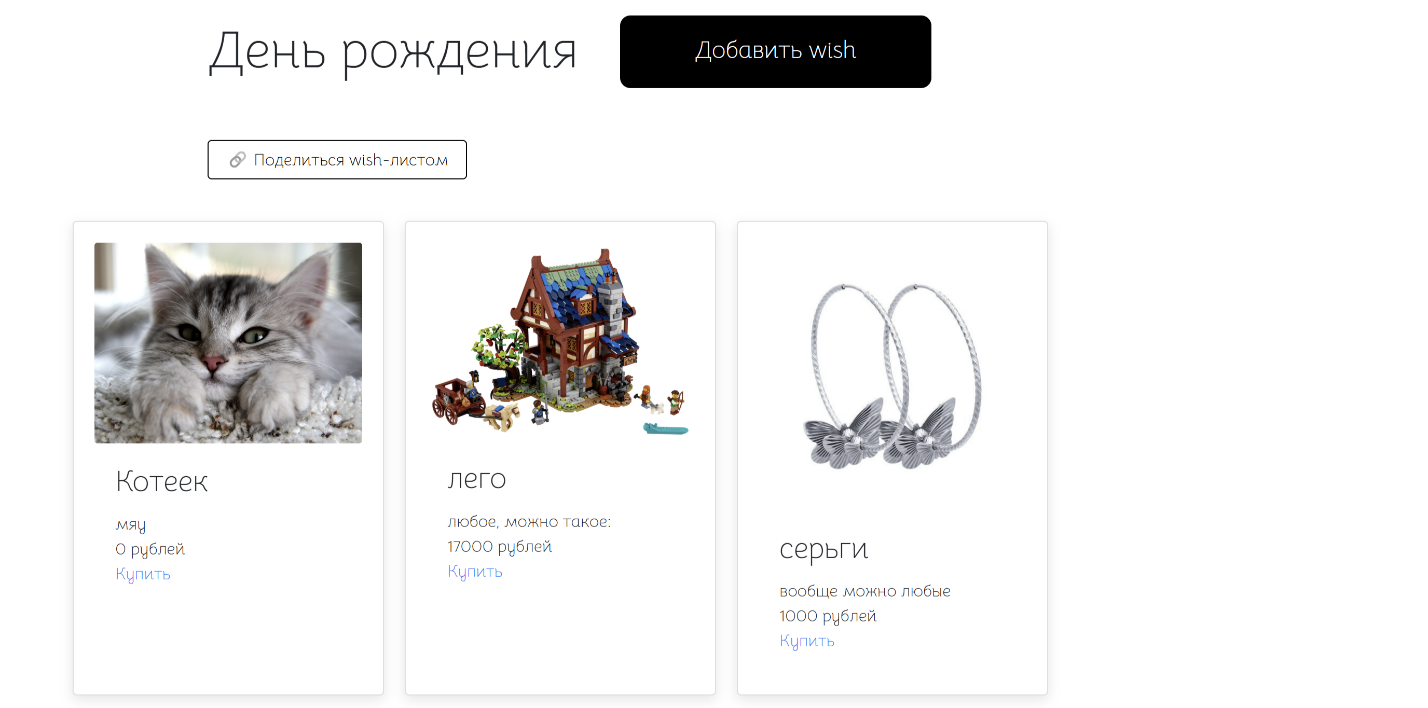 День рождения
Добавить wish
Поделиться wish-листом
Котеек
мяу
0 рублей
Купить
лего
любое, можно такое:
17000 рублей
Купить
серьги
вообще можно любые
1000 рублей
Купить